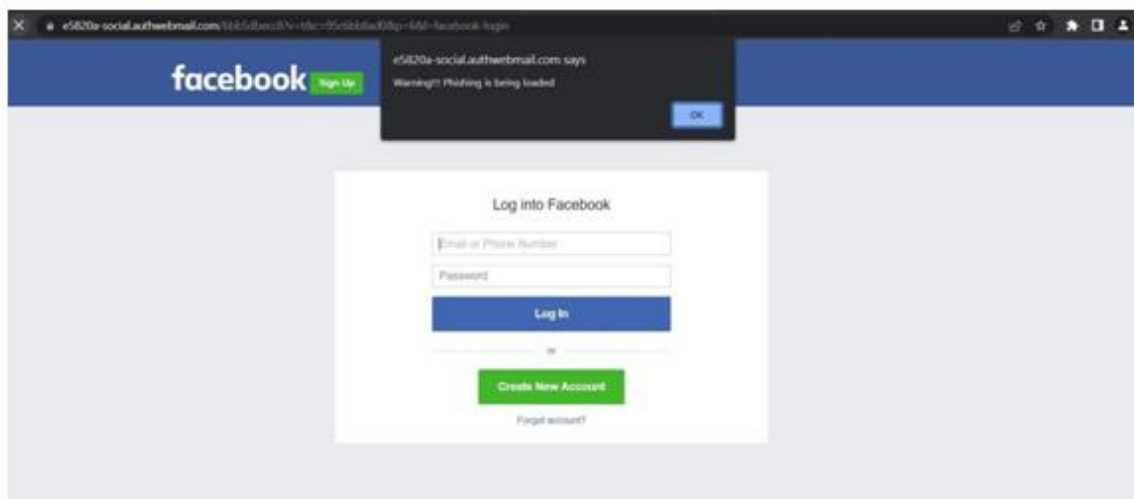 e5820a-social.authwebmail.com
facebook Sign Up
e5820a-social.authwebmail.com says
Warning!!! Phishing is being loaded
OK
Log into Facebook
Email or Phone Number
Password
Log In
or
Create New Account
Forgot account?